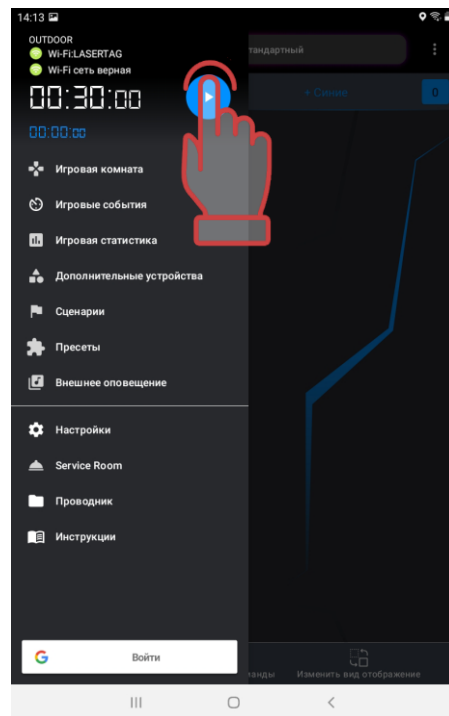 14:13
OUTDOOR
Wi-Fi:LASERTAG
Wi-Fi сеть верная
00:30:00
00:00:00
тандартный
+ Синие
0
Игровая комната
Игровые события
Игровая статистика
Дополнительные устройства
Сценарии
Пресеты
Внешнее оповещение
Настройки
Service Room
Проводник
Инструкции
G Войти
манды
Изменить вид отображение